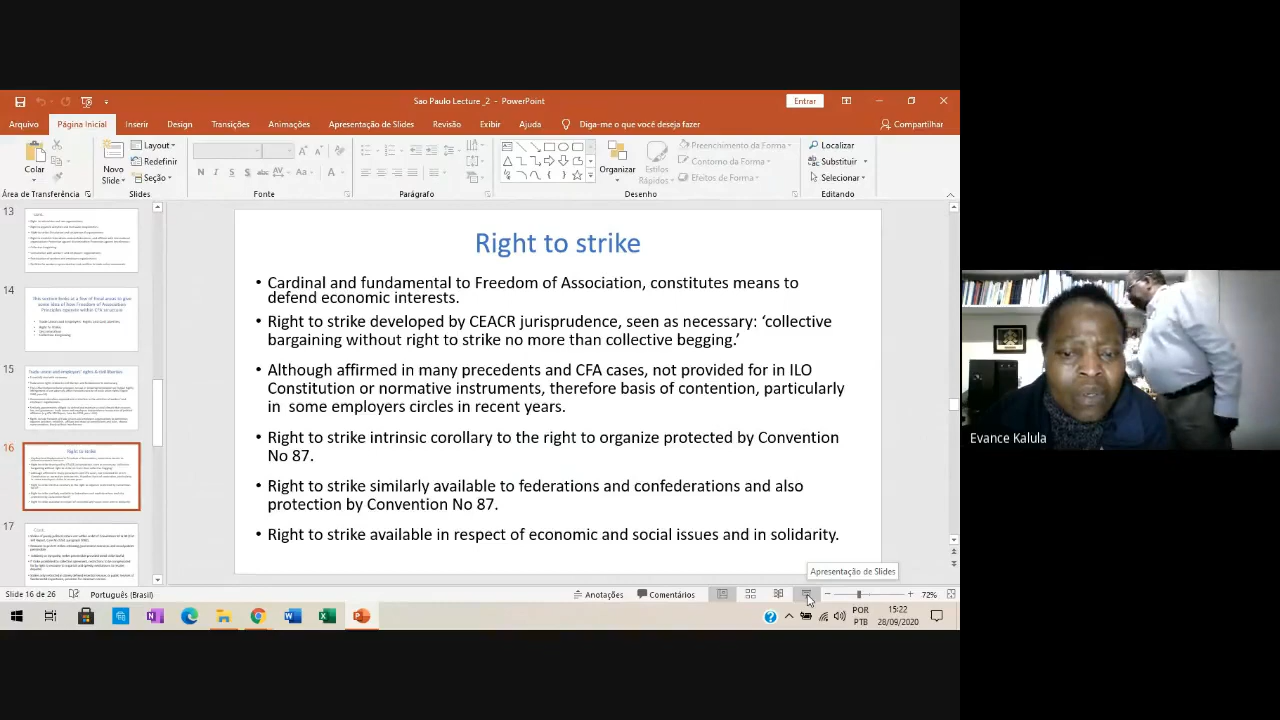 Sao Paulo Lecture _2 - PowerPoint
Entrar
Arquivo
Página Inicial
Inserir
Design
Transições
Animações
Apresentação de Slides
Revisão
Exibir
Ajuda
Diga-me o que você deseja fazer
Compartilhar
Colar
Novo
Slide
Layout
Redefinir
Seção
Organizar
Estilos
Rápidos
Preenchimento da Forma
Contorno da Forma
Efeitos de Forma
Localizar
Substituir
Selecionar
Área de Transferência
Slides
Fonte
Parágrafo
Desenho
Editando
13
14
15
16
17
Right to strike
• Cardinal and fundamental to Freedom of Association, constitutes means to
defend economic interests.
• Right to strike developed by CEACR jurisprudence, seen as necessary,' collective
bargaining without right to strike no more than collective begging.'
• Although affirmed in many precedents and CFA cases, not provided for in ILO
Constitution or normative instruments, therefore basis of contention particularly
in some employers circles in recent years.
• Right to strike intrinsic corollary to the right to organize protected by Convention
No 87.
• Right to strike similarly available to federations and confederations on also
protection by Convention No 87.
• Right to strike available in respect of economic and social issues and in solidarity.
Apresentação de Slides
Slide 16 de 26
Português (Brasil)
Anotações
Comentários
72%
POR
PTB
15:22
28/09/2020
Evance Kalula